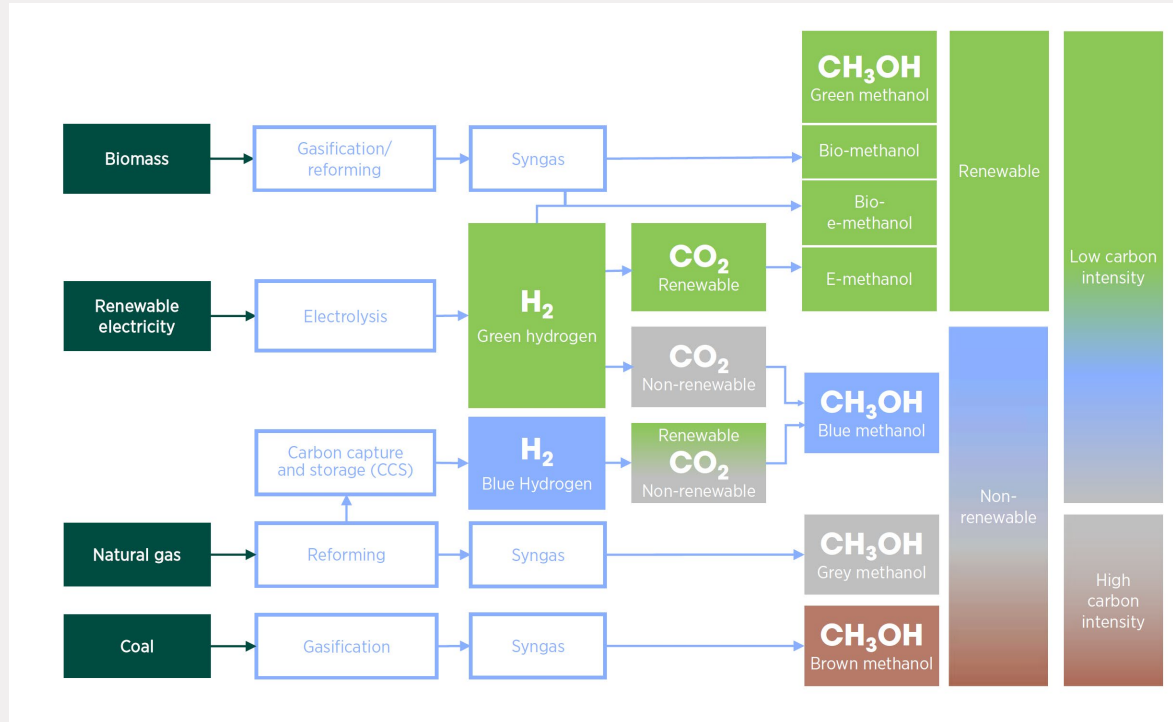 CH₃OH
Green methanol
Biomass
Gasification/
reforming
Syngas
Bio-methanol
Renewable
Bio-
e-methanol
Renewable
electricity
Electrolysis
H₂
Green hydrogen
CO₂
Renewable
E-methanol
Low carbon
intensity
CO₂
Non-renewable
CH₃OH
Blue methanol
Carbon capture
and storage (CCS)
H₂
Blue Hydrogen
Renewable
CO₂
Non-renewable
Non-
renewable
Natural gas
Reforming
Syngas
CH₃OH
Grey methanol
High
carbon
intensity
Coal
Gasification
Syngas
CH₃OH
Brown methanol